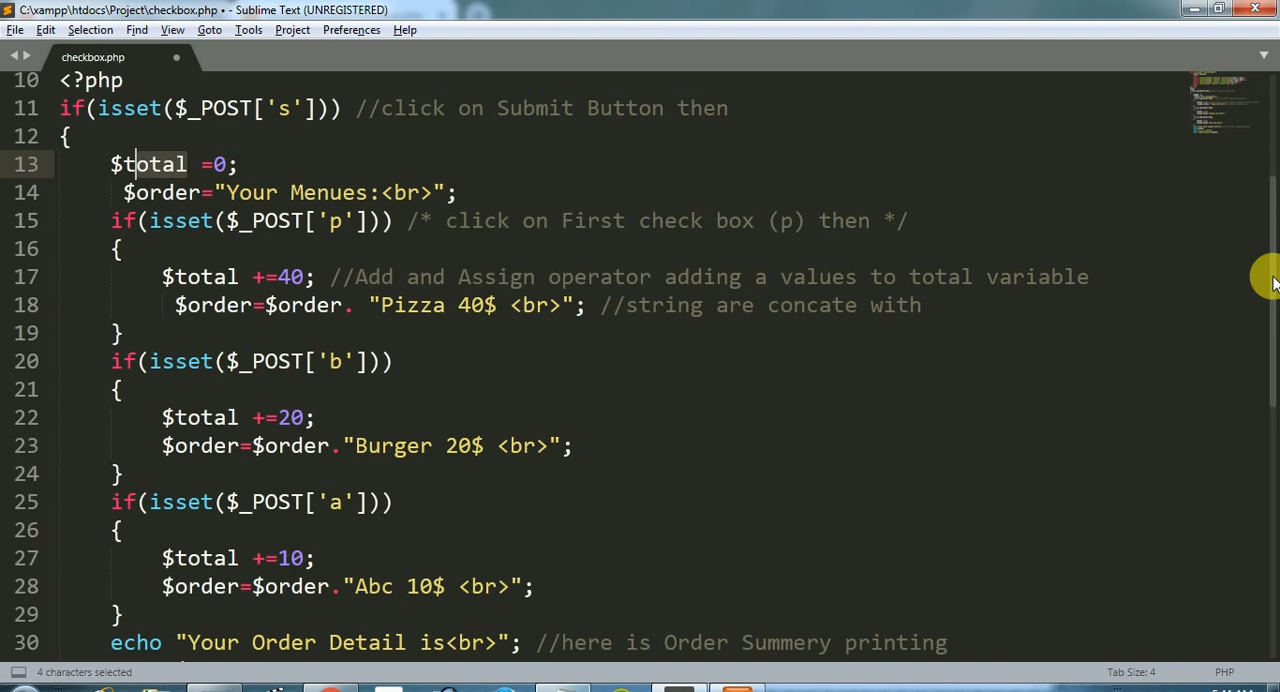 C:\xampp\htdocs\Project\checkbox.php • - Sublime Text (UNREGISTERED)
File Edit Selection Find View Goto Tools Project Preferences Help
checkbox.php
10 <?php
11 if(isset($_POST['s'])) //click on Submit Button then
12 {
13 $total =0;
14 $order="Your Menues:<br>";
15 if(isset($_POST['p'])) /* click on First check box (p) then */
16 {
17 $total +=40; //Add and Assign operator adding a values to total variable
18 $order=$order. "Pizza 40$ <br>"; //string are concate with
19 }
20 if(isset($_POST['b']))
21 {
22 $total +=20;
23 $order=$order."Burger 20$ <br>";
24 }
25 if(isset($_POST['a']))
26 {
27 $total +=10;
28 $order=$order."Abc 10$ <br>";
29 }
30 echo "Your Order Detail is<br>"; //here is Order Summery printing
4 characters selected Tab Size: 4 PHP